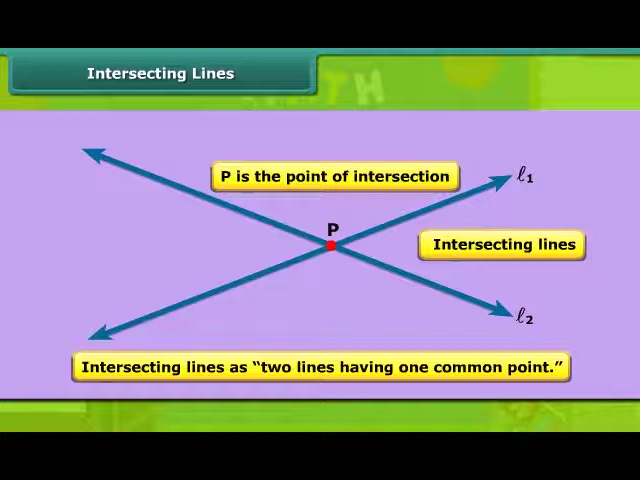 Intersecting Lines
P is the point of intersection
ℓ1
P
Intersecting lines
ℓ2
Intersecting lines as “two lines having one common point.”